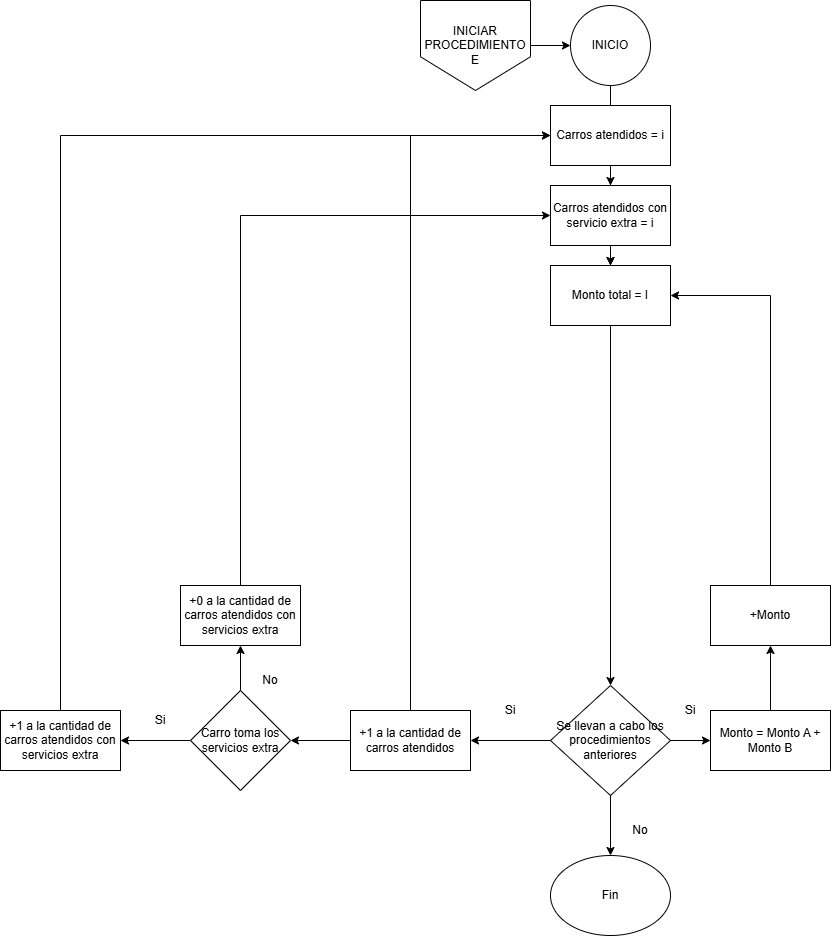 INICIAR
PROCEDIMIENTO
E
INICIO
Carros atendidos = i
Carros atendidos con
servicio extra = i
Monto total = I
+0 a la cantidad de
carros atendidos con
servicios extra
+Monto
No
Si
Si
Si
+1 a la cantidad de
carros atendidos con
servicios extra
Carro toma los
servicios extra
+1 a la cantidad de
carros atendidos
Se llevan a cabo los
procedimientos
anteriores
Monto = Monto A +
Monto B
No
Fin